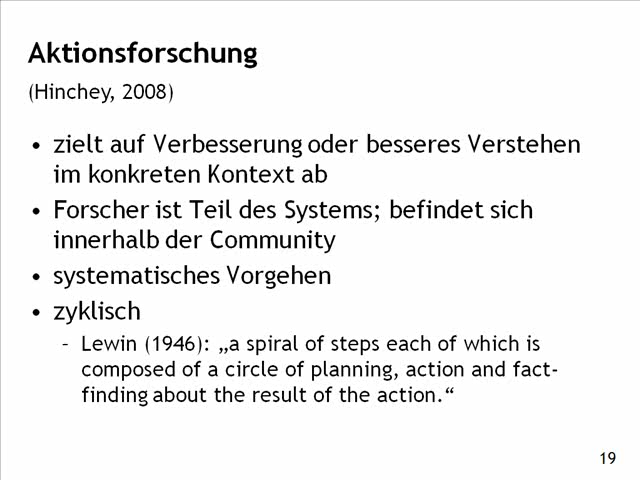 Aktionsforschung
(Hinchey, 2008)
• zielt auf Verbesserung oder besseres Verstehen
im konkreten Kontext ab
• Forscher ist Teil des Systems; befindet sich
innerhalb der Community
• systematisches Vorgehen
• zyklisch
– Lewin (1946): „a spiral of steps each of which is
composed of a circle of planning, action and fact-
finding about the result of the action.“
19